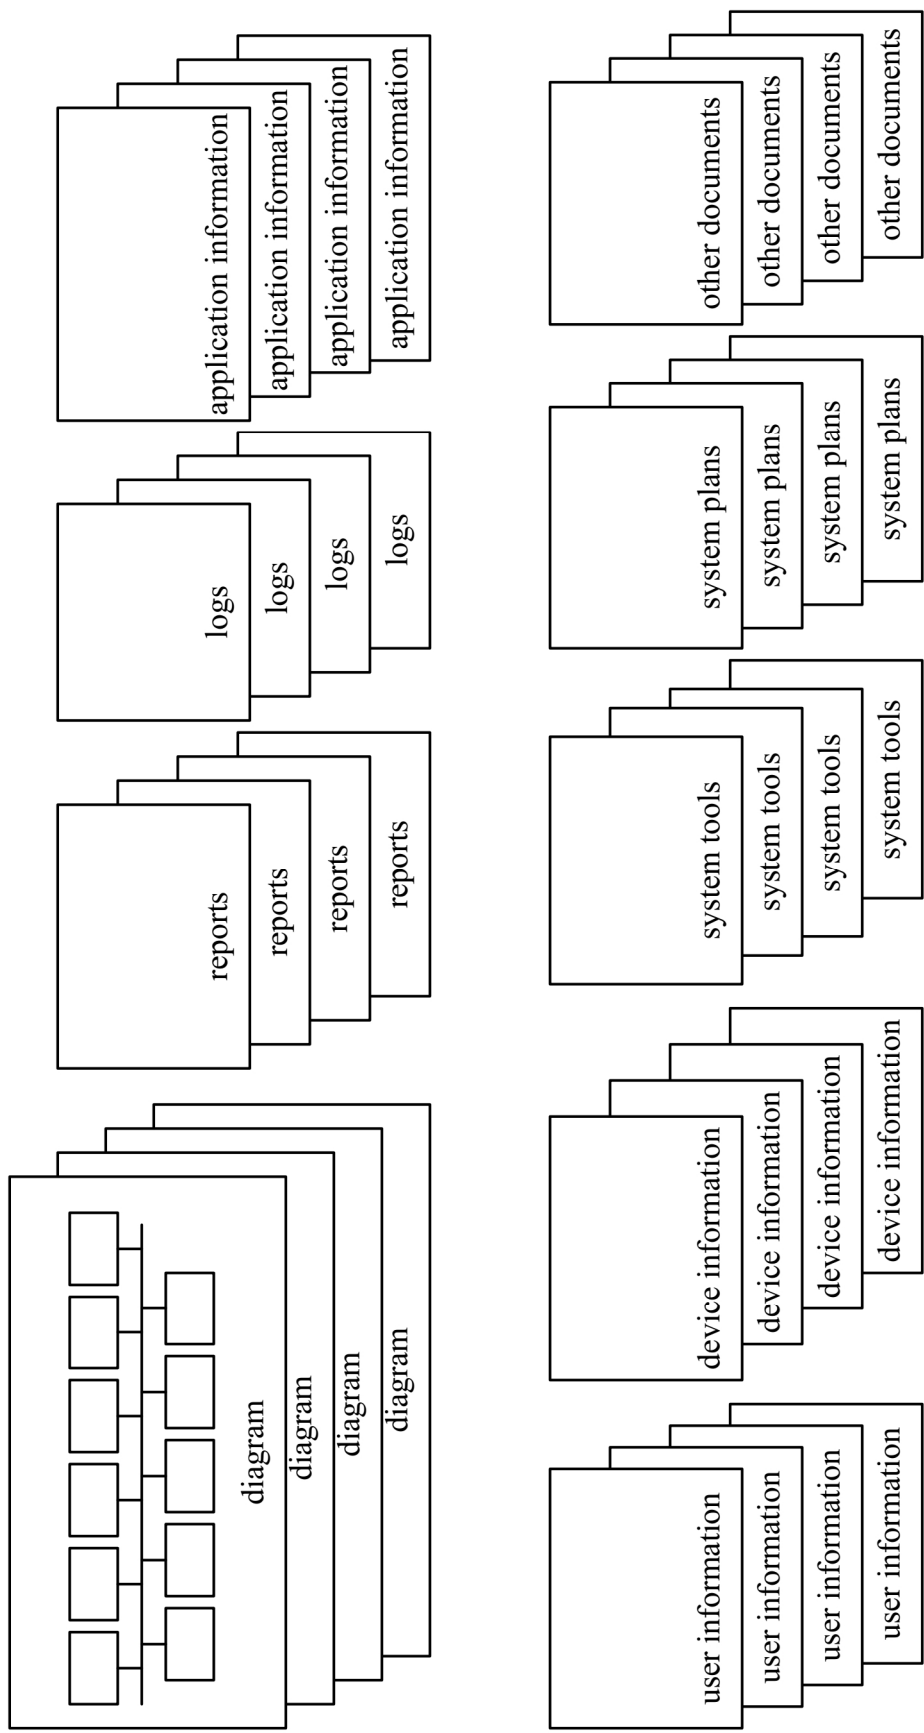 diagram
diagram
diagram
diagram
reports
reports
reports
reports
logs
logs
logs
logs
application information
application information
application information
application information
user information
user information
user information
user information
device information
device information
device information
device information
system tools
system tools
system tools
system tools
system plans
system plans
system plans
system plans
other documents
other documents
other documents
other documents